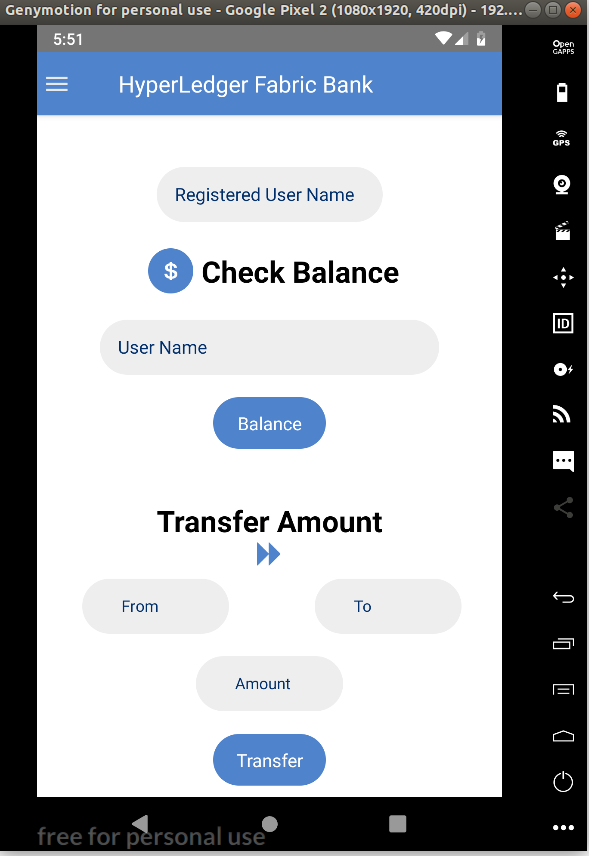 Genymotion for personal use - Google Pixel 2 (1080x1920, 420dpi) - 192....
5:51
Open
GAPPS
HyperLedger Fabric Bank
GPS
Registered User Name
$ Check Balance
ID
User Name
Balance
Transfer Amount
From To
Amount
Transfer
free for personal use